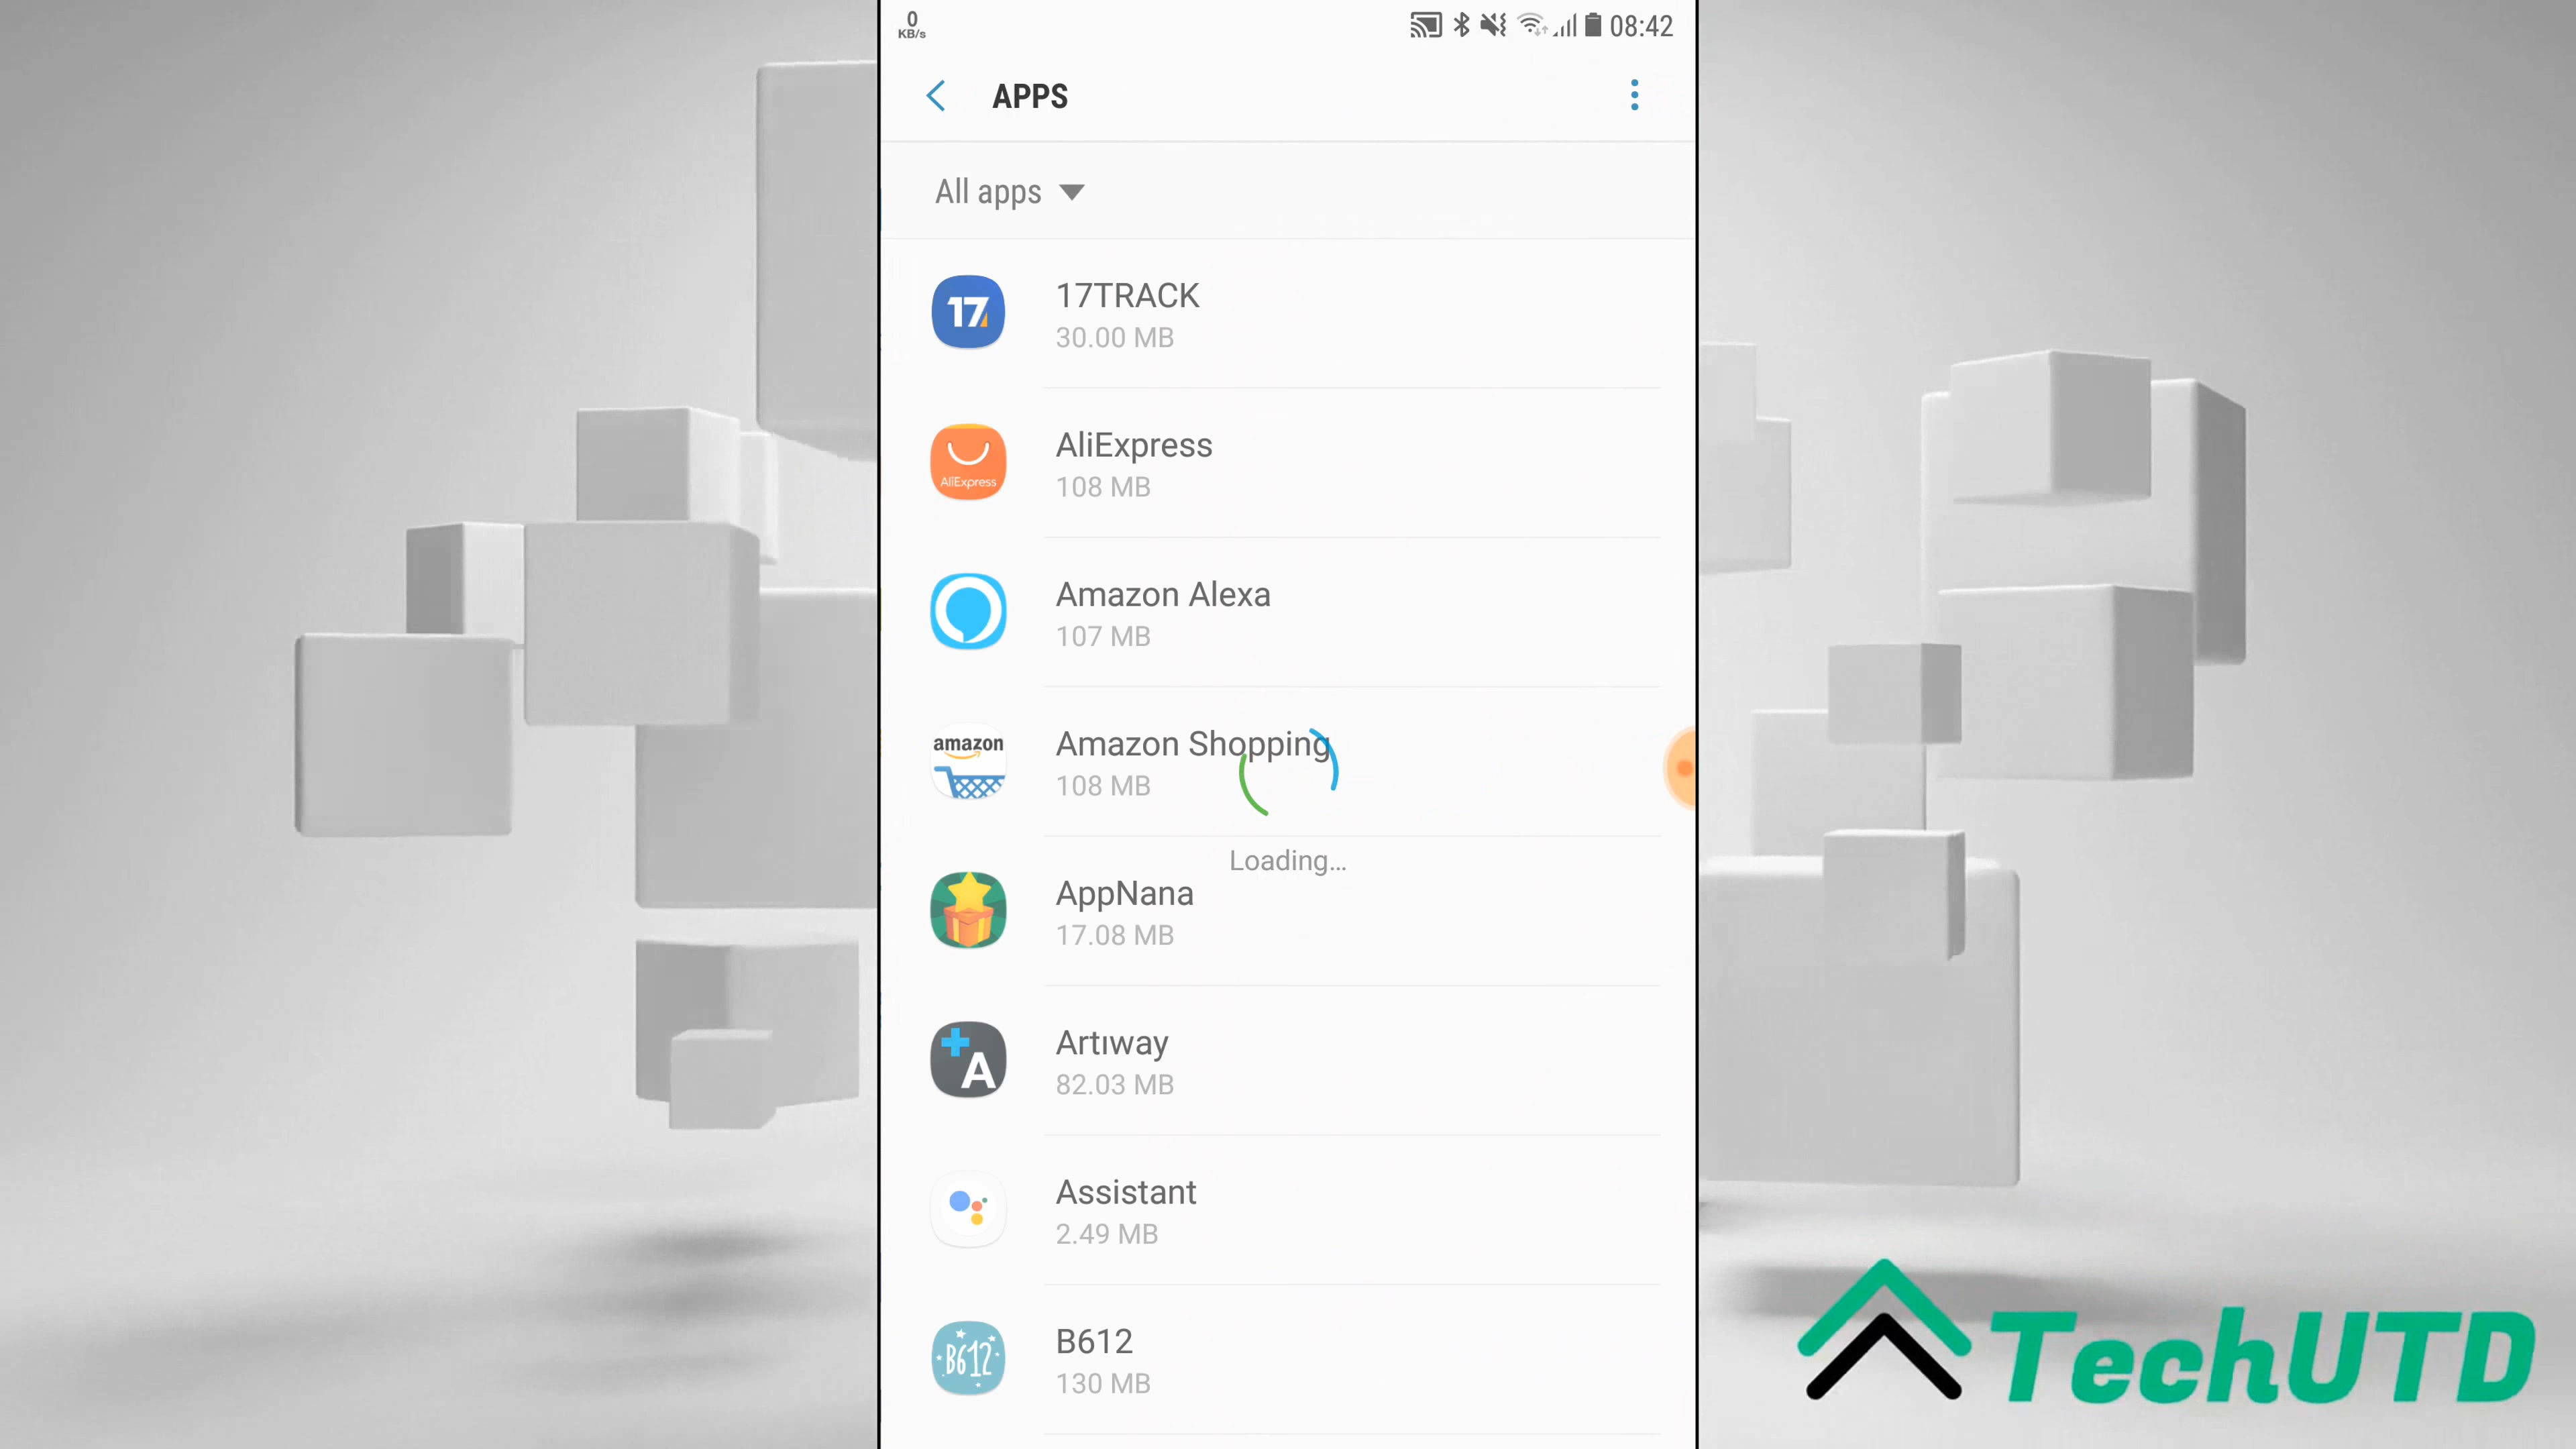 0
KB/s
08:42
APPS
All apps
17
17TRACK
30.00 MB
AliExpress
AliExpress
108 MB
Amazon Alexa
107 MB
amazon
Amazon Shopping
108 MB
Loading...
AppNana
17.08 MB
A
Artıway
82.03 MB
Assistant
2.49 MB
B612
B612
130 MB
TechUTD